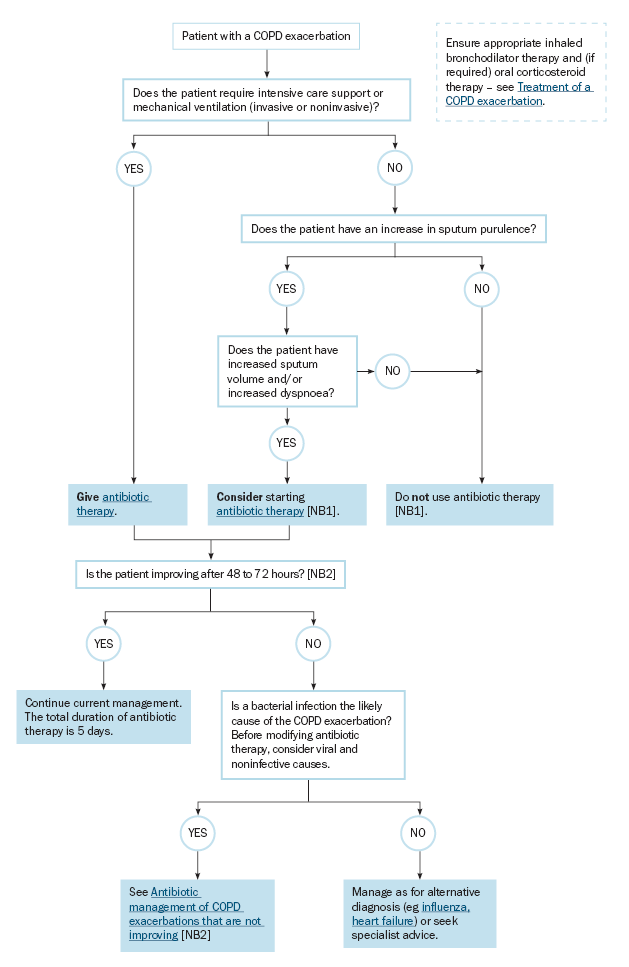 Patient with a COPD exacerbation
Ensure appropriate inhaled
bronchodilator therapy and (if
required) oral corticosteroid
therapy – see Treatment of a
COPD exacerbation.
Does the patient require intensive care support or
mechanical ventilation (invasive or noninvasive)?
YES
NO
Does the patient have an increase in sputum purulence?
YES
NO
Does the patient have
increased sputum
volume and/or
increased dyspnoea?
NO
YES
Give antibiotic
therapy.
Consider starting
antibiotic therapy [NB1].
Do not use antibiotic therapy
[NB1].
Is the patient improving after 48 to 72 hours? [NB2]
YES
NO
Continue current management.
The total duration of antibiotic
therapy is 5 days.
Is a bacterial infection the likely
cause of the COPD exacerbation?
Before modifying antibiotic
therapy, consider viral and
noninfective causes.
YES
NO
See Antibiotic
management of COPD
exacerbations that are not
improving [NB2]
Manage as for alternative
diagnosis (eg influenza,
heart failure) or seek
specialist advice.